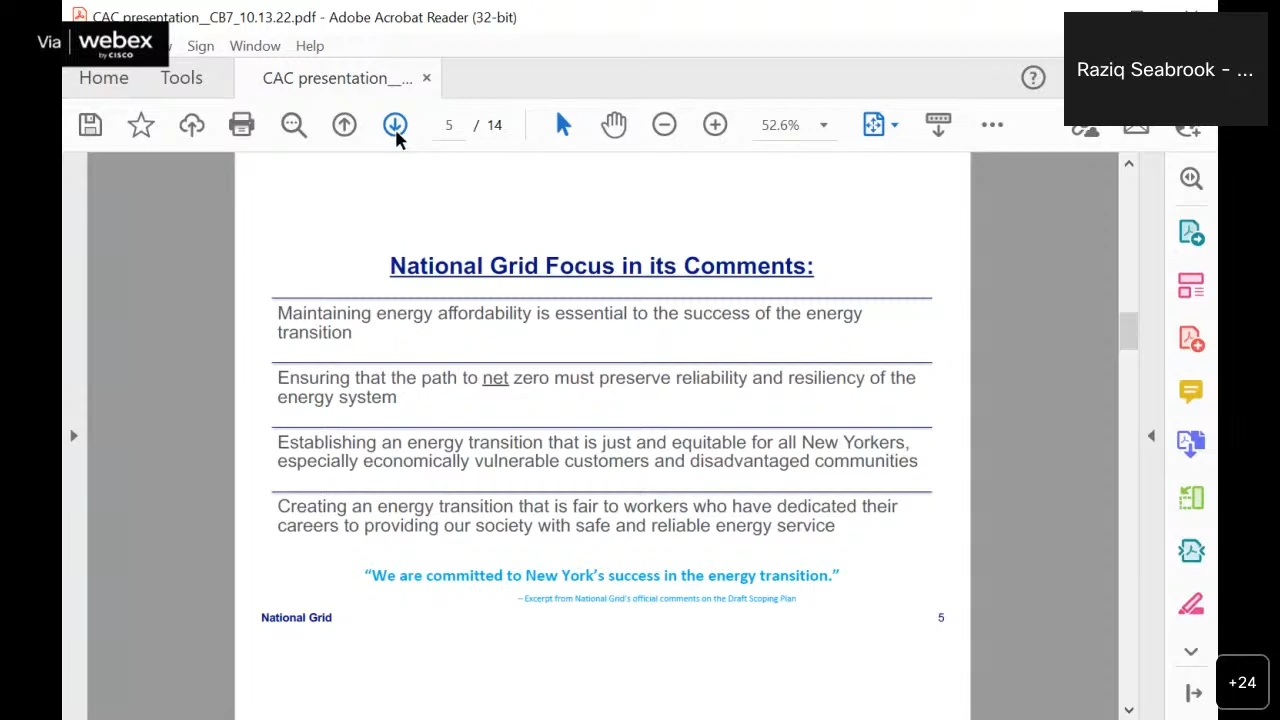 CAC presentation__CB7_10.13.22.pdf - Adobe Acrobat Reader (32-bit)
Via webex
by CISCO
Sign Window Help
Raziq Seabrook - ...
Home Tools CAC presentation__... ×
5 / 14 52.6%
National Grid Focus in its Comments:
Maintaining energy affordability is essential to the success of the energy
transition
Ensuring that the path to net zero must preserve reliability and resiliency of the
energy system
Establishing an energy transition that is just and equitable for all New Yorkers,
especially economically vulnerable customers and disadvantaged communities
Creating an energy transition that is fair to workers who have dedicated their
careers to providing our society with safe and reliable energy service
“We are committed to New York’s success in the energy transition.”
-- Excerpt from National Grid’s official comments on the Draft Scoping Plan
National Grid 5
+24